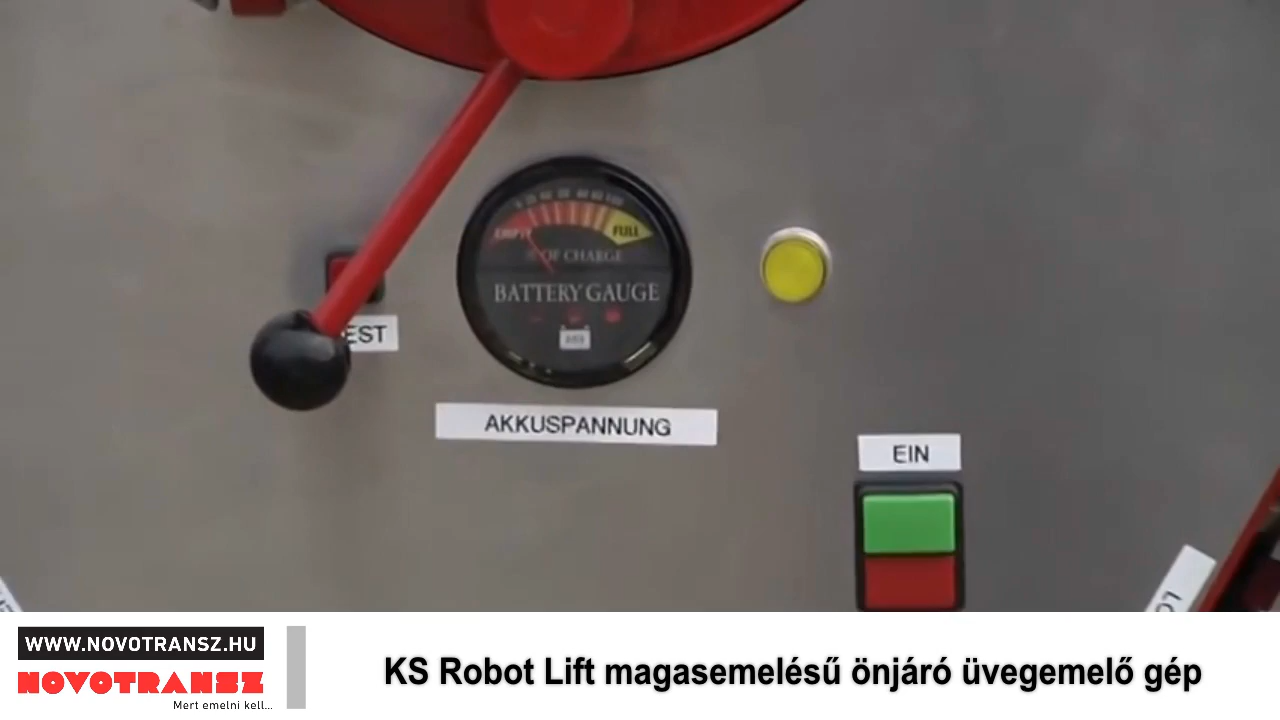 EMPTY
FULL
% OF CHARGE
BATTERY GAUGE
EST
AKKUSPANNUNG
EIN
LO
WWW.NOVOTRANSZ.HU
NOVOTRANSZ
Mert emelni kell...
KS Robot Lift magasemelésű önjáró üvegemelő gép